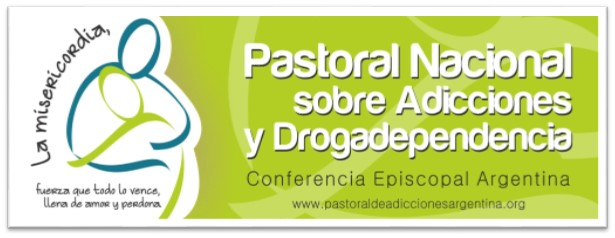 La misericordia,
fuerza que todo lo vence,
llena de amor y perdona
Pastoral Nacional
sobre Adicciones
y Drogadependencia
Conferencia Episcopal Argentina
www.pastoraldeadiccionesargentina.org